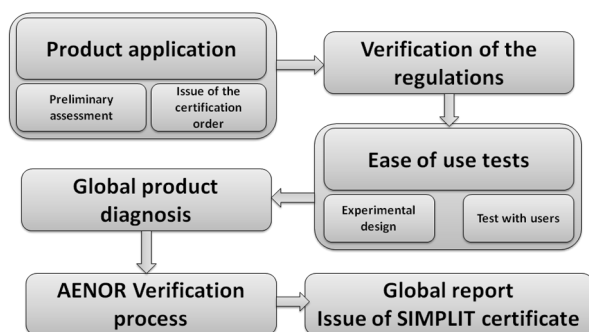 Product application
Preliminary
assessment
Issue of the
certification
order
Verification of the
regulations
Ease of use tests
Experimental
design
Test with users
Global product
diagnosis
AENOR Verification
process
Global report
Issue of SIMPLIT certificate